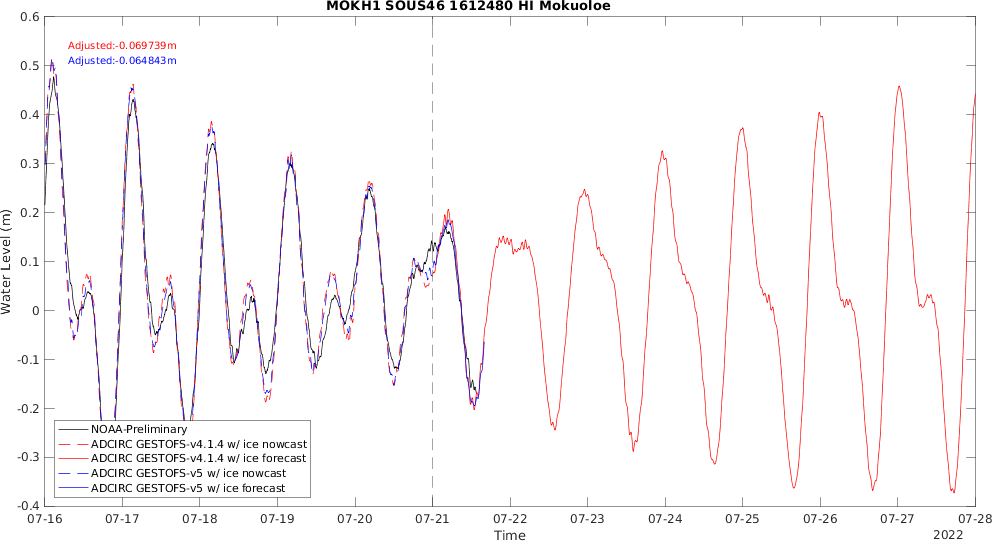 MOKH1 SOUS46 1612480 HI Mokuoloe
Adjusted:-0.069739m
Adjusted:-0.064843m
0.6
0.5
0.4
0.3
0.2
0.1
0
-0.1
-0.2
-0.3
-0.4
Water Level (m)
NOAA-Preliminary
ADCIRC GESTOFS-v4.1.4 w/ ice nowcast
ADCIRC GESTOFS-v4.1.4 w/ ice forecast
ADCIRC GESTOFS-v5 w/ ice nowcast
ADCIRC GESTOFS-v5 w/ ice forecast
07-16 07-17 07-18 07-19 07-20 07-21 07-22 07-23 07-24 07-25 07-26 07-27 07-28
Time
2022